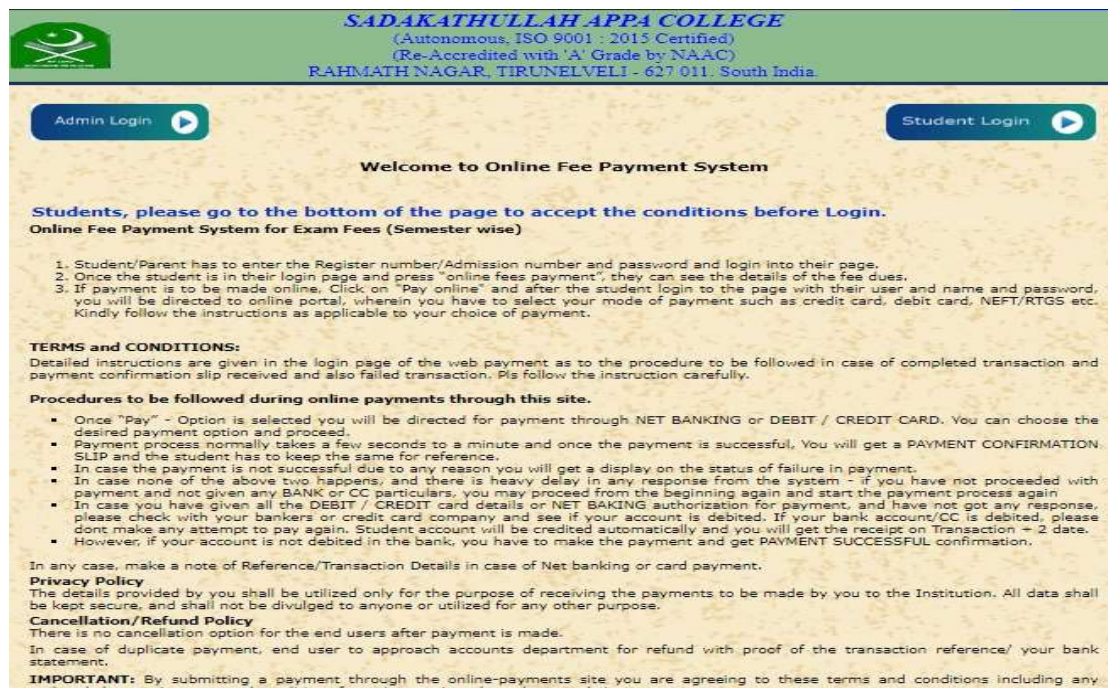 SADAKATHULLAH APPA COLLEGE
(Autonomous, ISO 9001 : 2015 Certified)
(Re-Accredited with 'A' Grade by NAAC)
RAHMATH NAGAR, TIRUNELVELI - 627 011. South India.
Admin Login
Student Login
Welcome to Online Fee Payment System
Students, please go to the bottom of the page to accept the conditions before Login.
Online Fee Payment System for Exam Fees (Semester wise)
1. Student/Parent has to enter the Register number/Admission number and password and login into their page.
2. Once the student is in their login page and press "online fees payment", they can see the details of the fee dues.
3. If payment is to be made online, Click on "Pay online" and after the student login to the page with their user and name and password,
you will be directed to online portal, wherein you have to select your mode of payment such as credit card, debit card, NEFT/RTGS etc.
Kindly follow the instructions as applicable to your choice of payment.
TERMS and CONDITIONS:
Detailed instructions are given in the login page of the web payment as to the procedure to be followed in case of completed transaction and
payment confirmation slip received and also failed transaction. Pls follow the instruction carefully.
Procedures to be followed during online payments through this site.
▪ Once "Pay" - Option is selected you will be directed for payment through NET BANKING or DEBIT / CREDIT CARD. You can choose the
desired payment option and proceed.
▪ Payment process normally takes a few seconds to a minute and once the payment is successful, You will get a PAYMENT CONFIRMATION
SLIP and the student has to keep the same for reference.
▪ In case the payment is not successful due to any reason you will get a display on the status of failure in payment.
▪ In case none of the above two happens, and there is heavy delay in any response from the system - if you have not proceeded with
payment and not given any BANK or CC particulars, you may proceed from the beginning again and start the payment process again
▪ In case you have given all the DEBIT / CREDIT card details or NET BAKING authorization for payment, and have not got any response,
please check with your bankers or credit card company and see if your account is debited. If your bank account/CC is debited, please
dont make any attempt to pay again. Student account will be credited automatically and you will get the receipt on Transaction + 2 date.
▪ However, if your account is not debited in the bank, you have to make the payment and get PAYMENT SUCCESSFUL confirmation.
In any case, make a note of Reference/Transaction Details in case of Net banking or card payment.
Privacy Policy
The details provided by you shall be utilized only for the purpose of receiving the payments to be made by you to the Institution. All data shall
be kept secure, and shall not be divulged to anyone or utilized for any other purpose.
Cancellation/Refund Policy
There is no cancellation option for the end users after payment is made.
In case of duplicate payment, end user to approach accounts department for refund with proof of the transaction reference/ your bank
statement.
IMPORTANT: By submitting a payment through the online-payments site you are agreeing to these terms and conditions including any